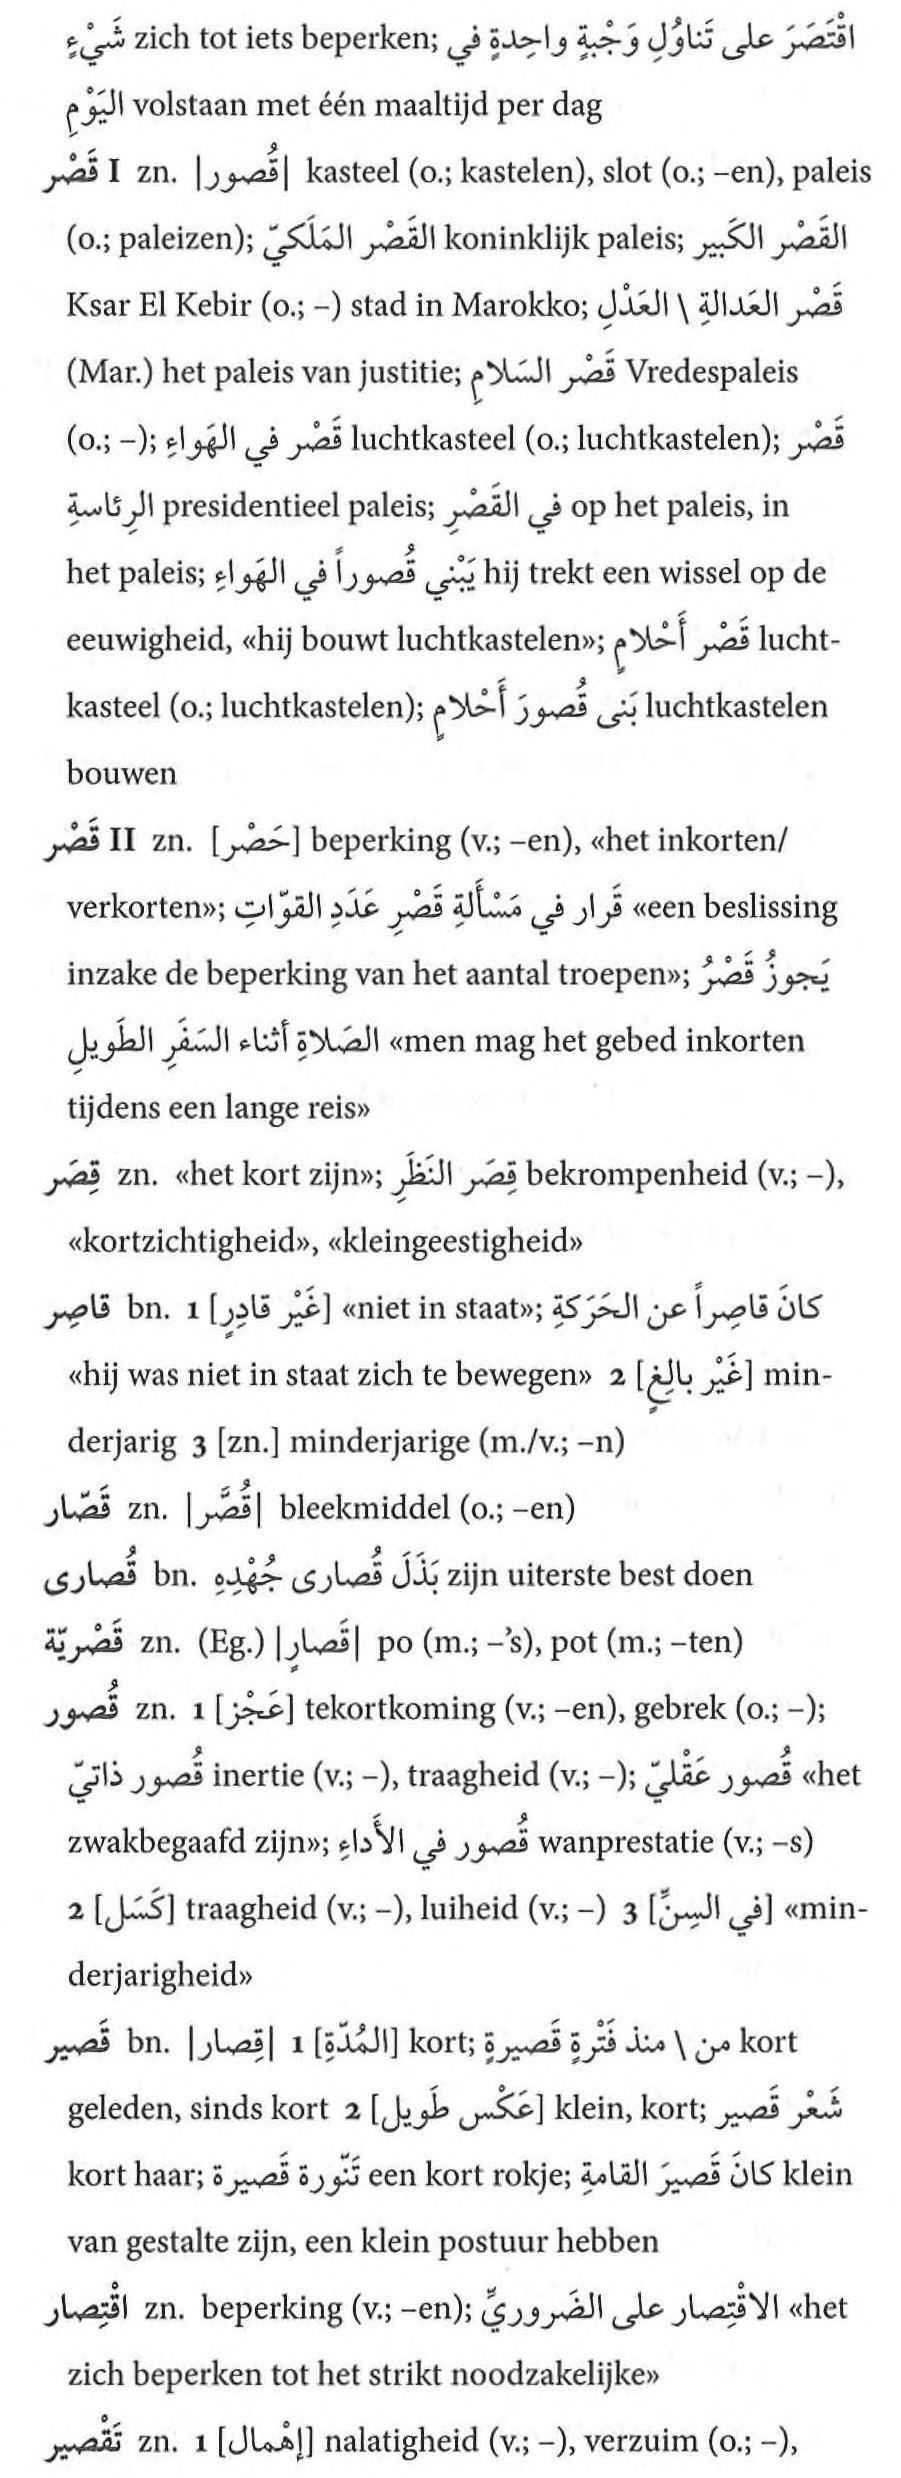 شَيْءٍ zich tot iets beperken; اقْتَصَرَ على تَناوُلِ وَجْبةٍ واحِدةٍ في
اليَوْمِ volstaan met één maaltijd per dag
قَصْر I zn. |قُصور| kasteel (o.; kastelen), slot (o.; –en), paleis
(o.; paleizen); القَصْر المَلَكيّ koninklijk paleis; القَصْر الكَبير
Ksar El Kebir (o.; –) stad in Marokko; قَصْر العَدالةِ \ العَدْلِ
(Mar.) het paleis van justitie; قَصْر السَلامِ Vredespaleis
(o.; –); قَصْر في الهَواءِ luchtkasteel (o.; luchtkastelen); قَصْر
الرِئاسةِ presidentieel paleis; في القَصْرِ op het paleis, in
het paleis; يَبْني قُصوراً في الهَواءِ hij trekt een wissel op de
eeuwigheid, «hij bouwt luchtkastelen»; قَصْر أَحْلامٍ lucht-
kasteel (o.; luchtkastelen); بَنى قُصورَ أَحْلامٍ luchtkastelen
bouwen
قَصْر II zn. [حَصْر] beperking (v.; –en), «het inkorten/
verkorten»; قَرار في مَسْأَلةِ قَصْرِ عَدَدِ القوّاتِ «een beslissing
inzake de beperking van het aantal troepen»; يَجوزُ قَصْرُ
الصَلاةِ أثناء السَفَرِ الطَويلِ «men mag het gebed inkorten
tijdens een lange reis»
قِصَر zn. «het kort zijn»; قِصَر النَظَرِ bekrompenheid (v.; –),
«kortzichtigheid», «kleingeestigheid»
قاصِر bn. 1 [غَيْر قادِرٍ] «niet in staat»; كانَ قاصِراً عن الحَرَكةِ
«hij was niet in staat zich te bewegen» 2 [غَيْر بالِغٍ] min-
derjarig 3 [zn.] minderjarige (m./v.; –n)
قَصّار zn. |قُصَّر| bleekmiddel (o.; –en)
قُصارى bn. بَذَلَ قُصارى جُهْدِهِ zijn uiterste best doen
قَصْريّة zn. (Eg.) |قَصارٍ| po (m.; –’s), pot (m.; –ten)
قُصور zn. 1 [عَجْز] tekortkoming (v.; –en), gebrek (o.; –);
قُصور ذاتيّ inertie (v.; –), traagheid (v.; –); قُصور عَقْليّ «het
zwakbegaafd zijn»; قُصور في الأَداءِ wanprestatie (v.; –s)
2 [كَسَل] traagheid (v.; –), luiheid (v.; –) 3 [في السِنِّ] «min-
derjarigheid»
قَصير bn. |قِصار| 1 [المُدّةِ] kort; من \ منذ فَتْرةٍ قَصيرةٍ kort
geleden, sinds kort 2 [عَكْس طَويل] klein, kort; شَعْر قَصير
kort haar; تَنّورة قَصيرة een kort rokje; كانَ قَصيرَ القامةِ klein
van gestalte zijn, een klein postuur hebben
اقْتِصار zn. beperking (v.; –en); الاقْتِصار على الضَروريِّ «het
zich beperken tot het strikt noodzakelijke»
تَقْصير zn. 1 [إهْمال] nalatigheid (v.; –), verzuim (o.; –),